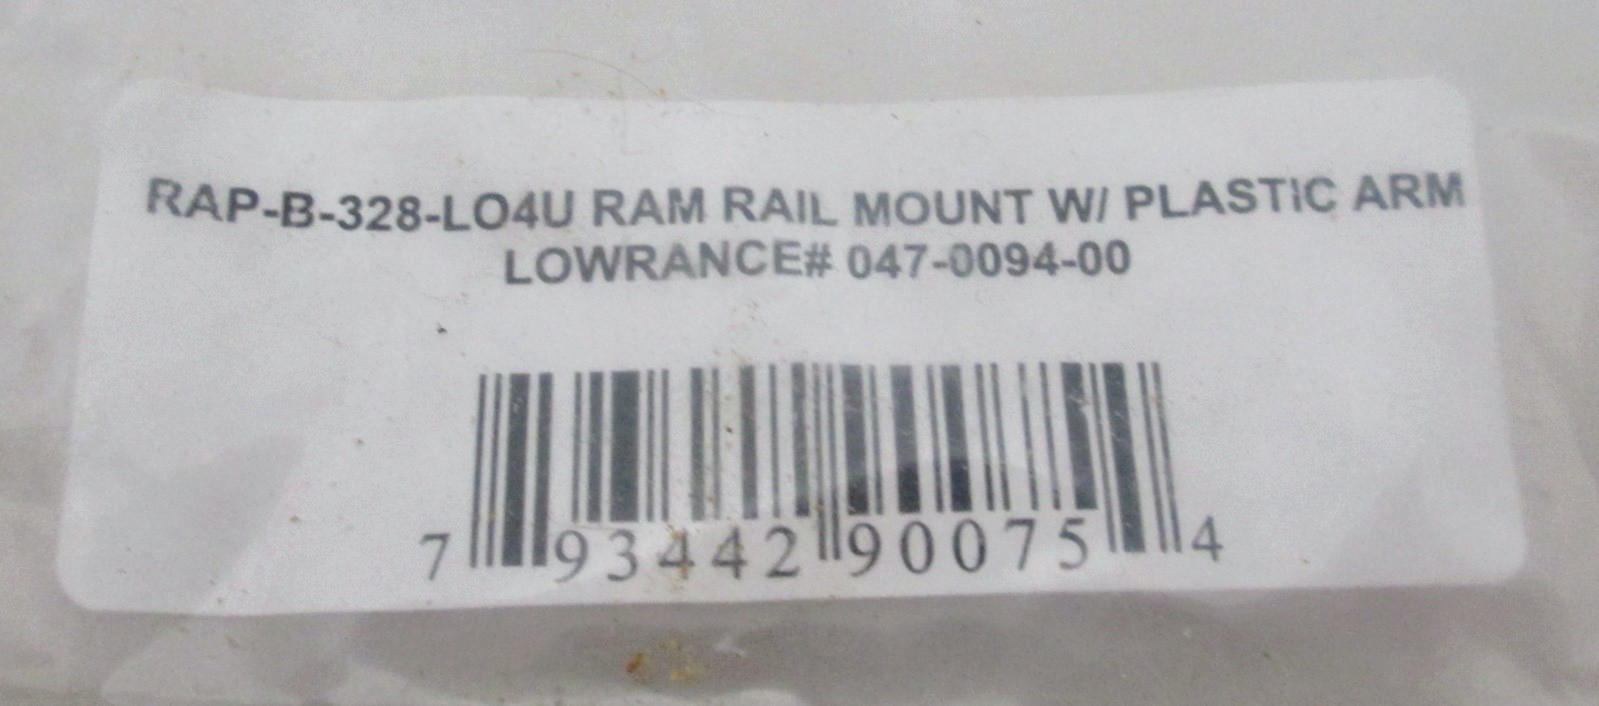 RAP-B-328-LO4U RAM RAIL MOUNT W/ PLASTIC ARM
LOWRANCE# 047-0094-00
7 93442 90075 4